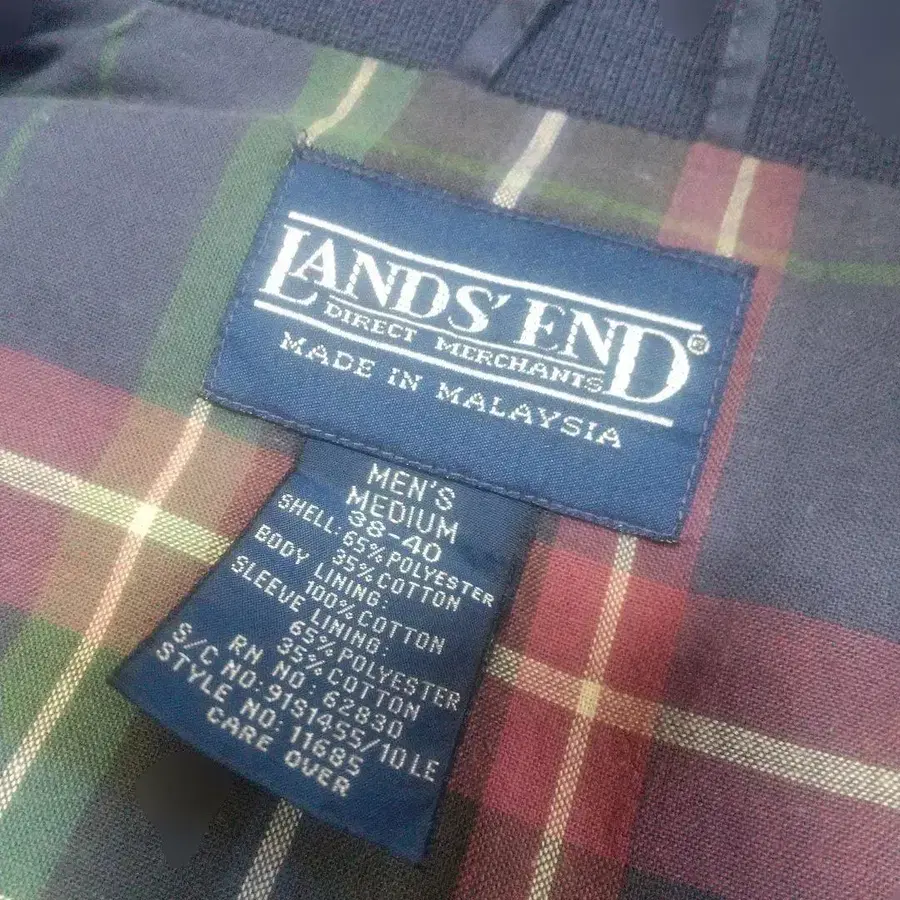 LANDS' END®
DIRECT MERCHANTS
MADE IN MALAYSIA
MEN'S
MEDIUM
38-40
SHELL:
65% POLYESTER
35% COTTON
BODY LINING:
100% COTTON
SLEEVE LINING:
65% POLYESTER
35% COTTON
RN NO: 62830
S/C NO:91S1455/10LE
STYLE NO: 11685
CARE OVER